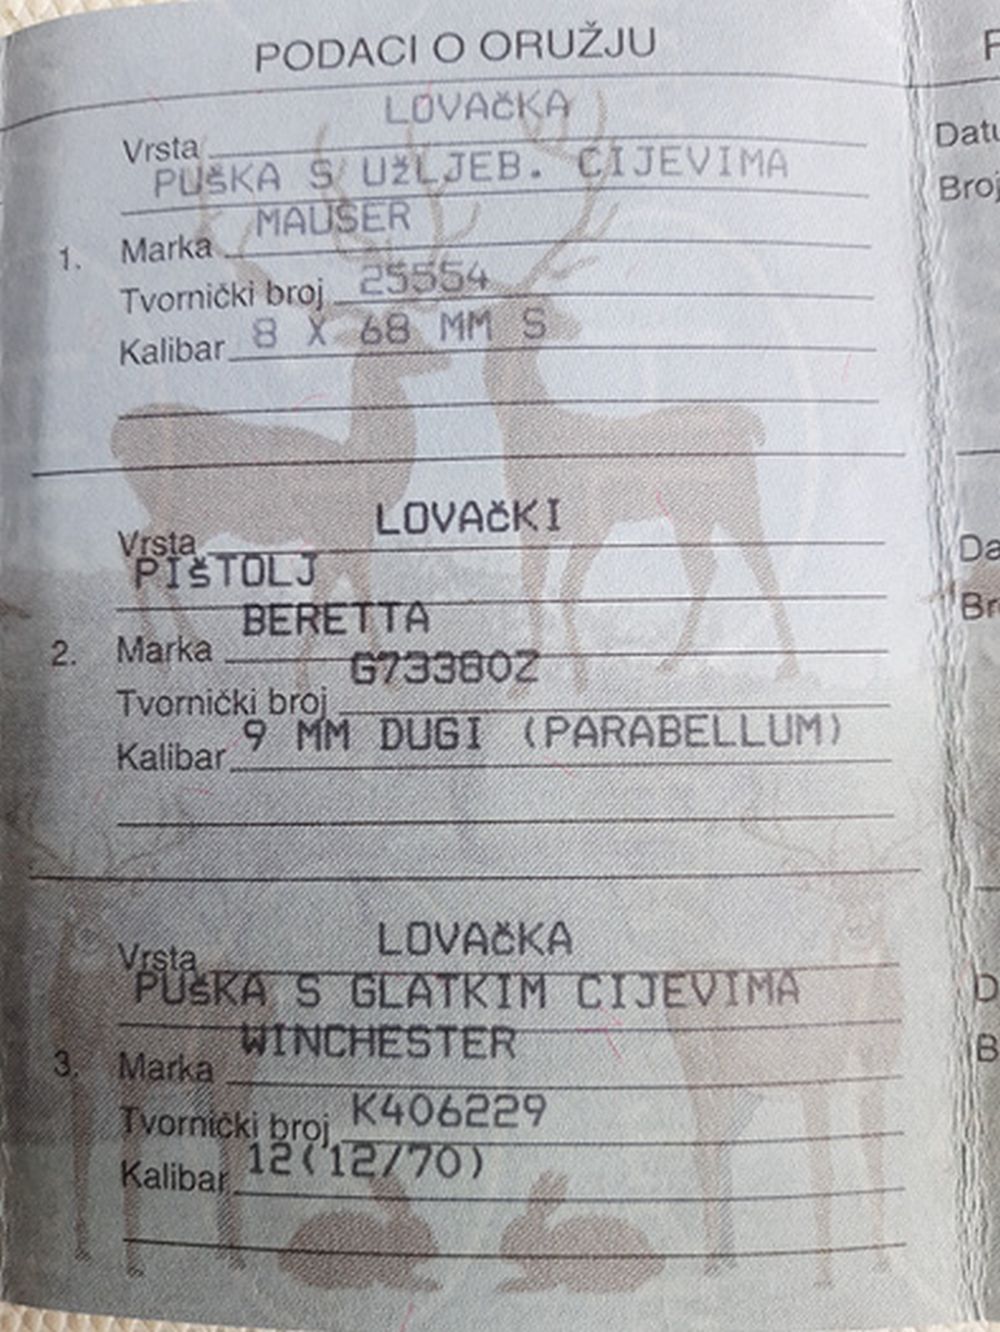 PODACI O ORUŽJU
Vrsta LOVAčKA
PUšKA S UžLJEB. CIJEVIMA
1. Marka MAUSER
Tvornički broj 25554
Kalibar 8 X 68 MM S
Vrsta LOVAčKI
PIšTOLJ
2. Marka BERETTA
Tvornički broj G73380Z
Kalibar 9 MM DUGI (PARABELLUM)
Vrsta LOVAčKA
PUšKA S GLATKIM CIJEVIMA
3. Marka WINCHESTER
Tvornički broj K406229
Kalibar 12(12/70)